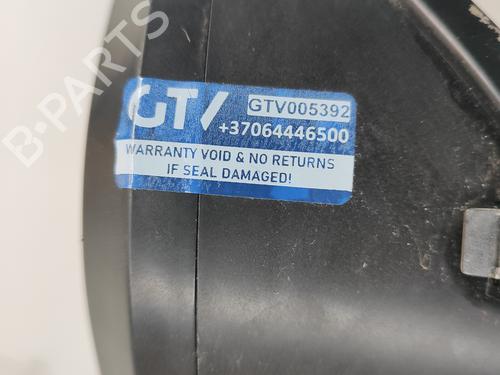 GTV
GTV005392
+37064446500
WARRANTY VOID & NO RETURNS
IF SEAL DAMAGED!
B-PARTS